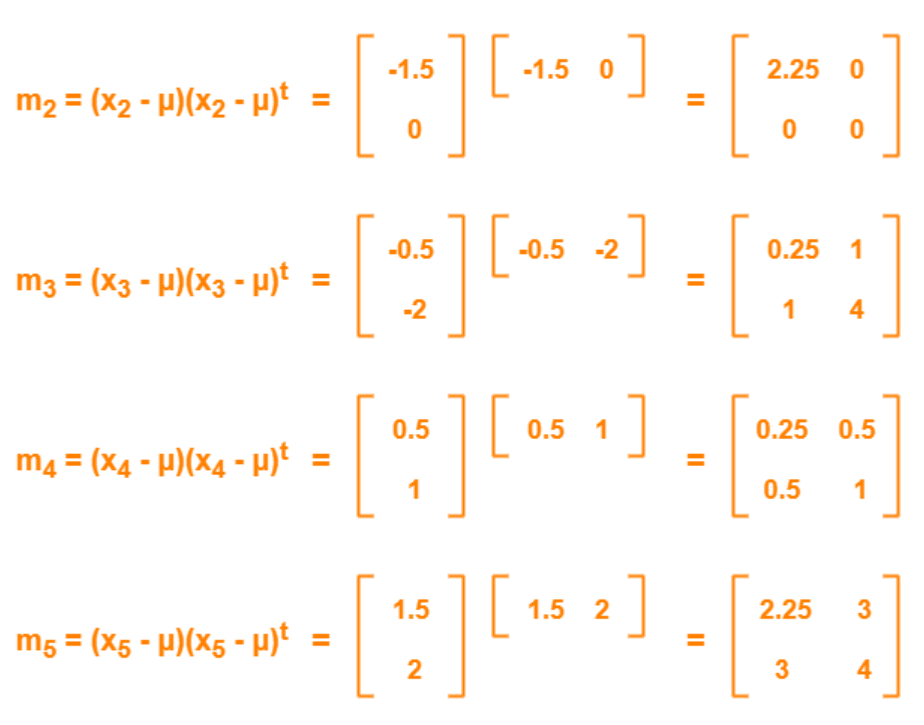 m₂ = (x₂ - μ)(x₂ - μ)ᵗ = [ -1.5 ; 0 ] [ -1.5 0 ] = [ 2.25 0 ; 0 0 ]
m₃ = (x₃ - μ)(x₃ - μ)ᵗ = [ -0.5 ; -2 ] [ -0.5 -2 ] = [ 0.25 1 ; 1 4 ]
m₄ = (x₄ - μ)(x₄ - μ)ᵗ = [ 0.5 ; 1 ] [ 0.5 1 ] = [ 0.25 0.5 ; 0.5 1 ]
m₅ = (x₅ - μ)(x₅ - μ)ᵗ = [ 1.5 ; 2 ] [ 1.5 2 ] = [ 2.25 3 ; 3 4 ]